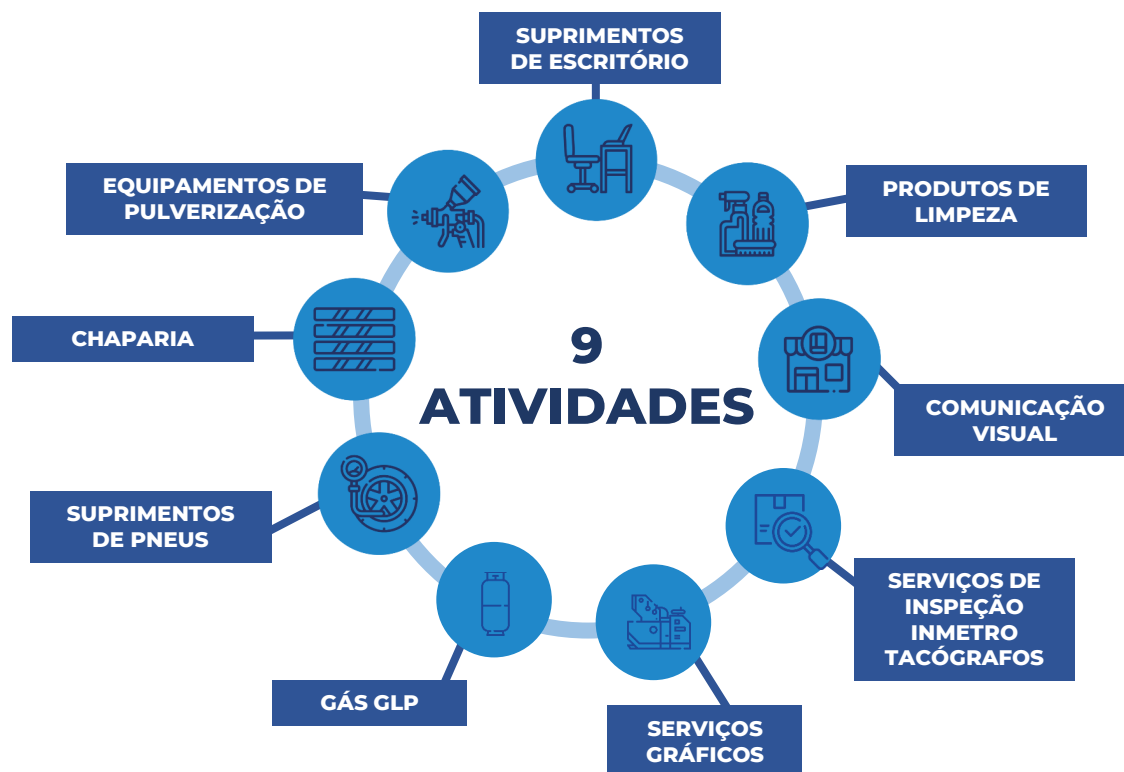 SUPRIMENTOS
DE ESCRITÓRIO
EQUIPAMENTOS DE
PULVERIZAÇÃO
PRODUTOS DE
LIMPEZA
CHAPARIA
9
ATIVIDADES
COMUNICAÇÃO
VISUAL
SUPRIMENTOS
DE PNEUS
SERVIÇOS DE
INSPEÇÃO
INMETRO
TACÓGRAFOS
GÁS GLP
SERVIÇOS
GRÁFICOS